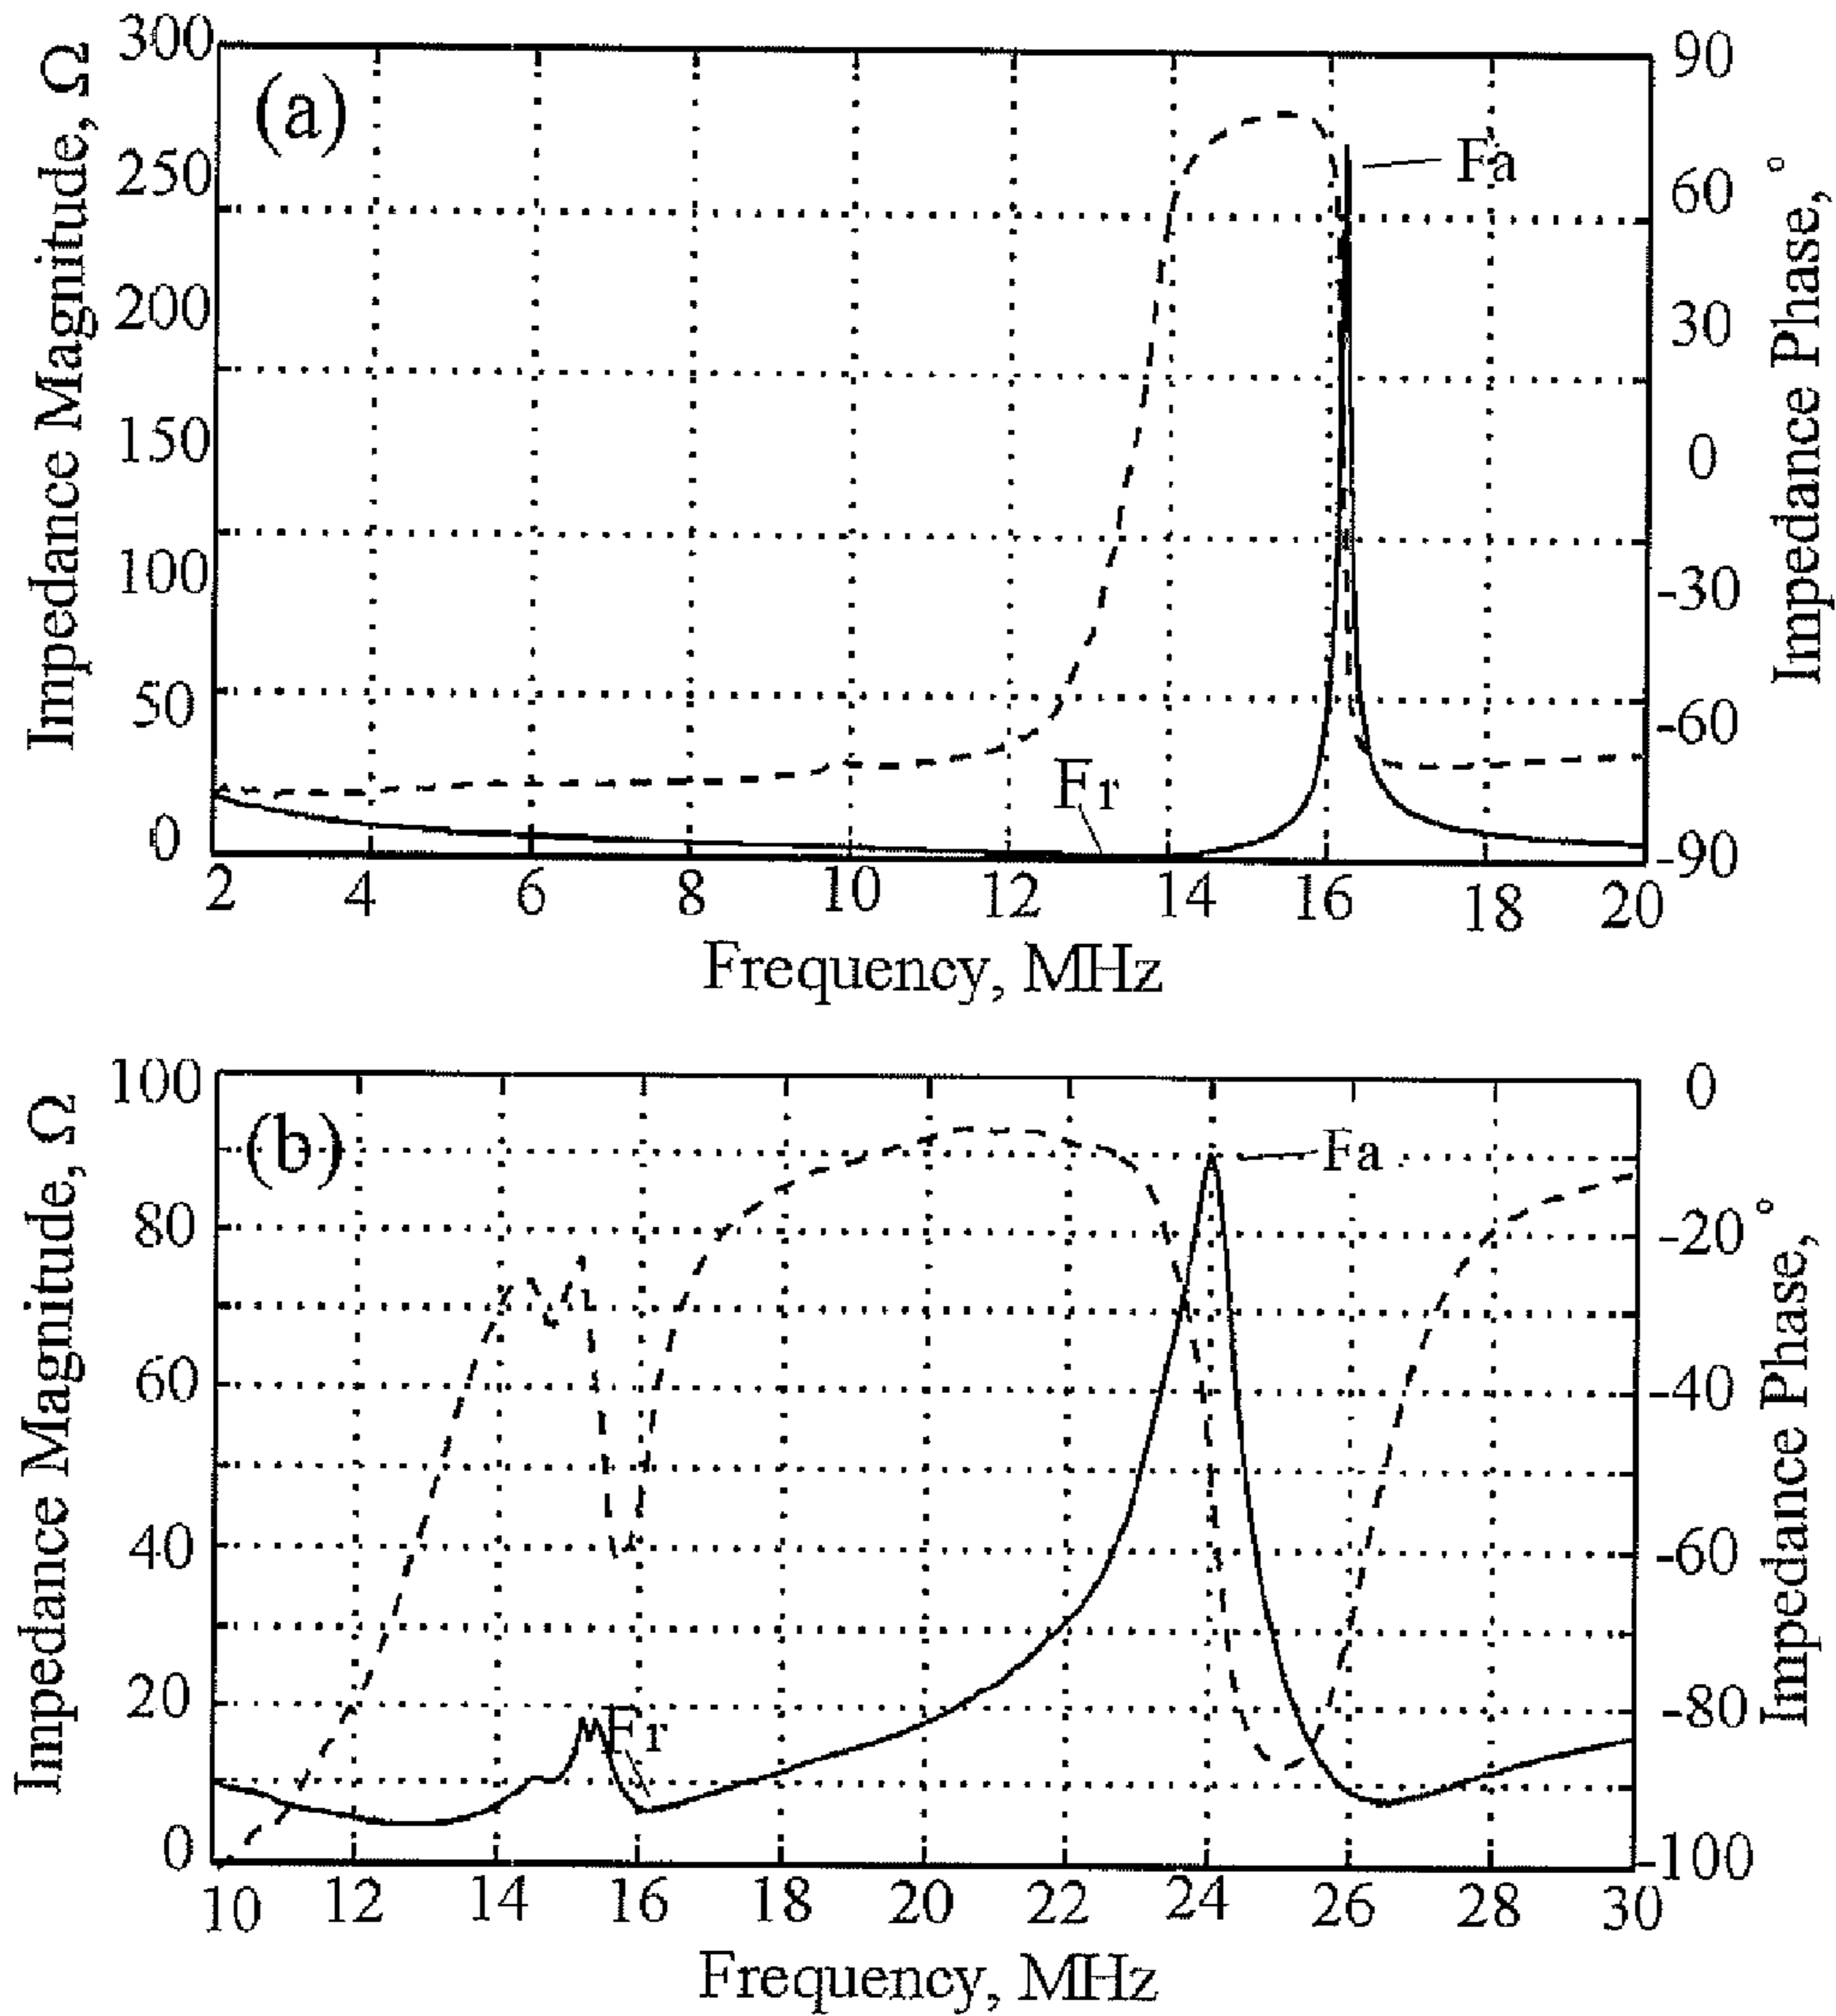 Impedance Magnitude, Ω
300
250
200
150
100
50
0
(a)
Fa
Fr
90
60
30
0
-30
-60
-90
Impedance Phase, °
2 4 6 8 10 12 14 16 18 20
Frequency, MHz
Impedance Magnitude, Ω
100
80
60
40
20
0
(b)
Fa
Fr
0
-20
-40
-60
-80
-100
Impedance Phase, °
10 12 14 16 18 20 22 24 26 28 30
Frequency, MHz